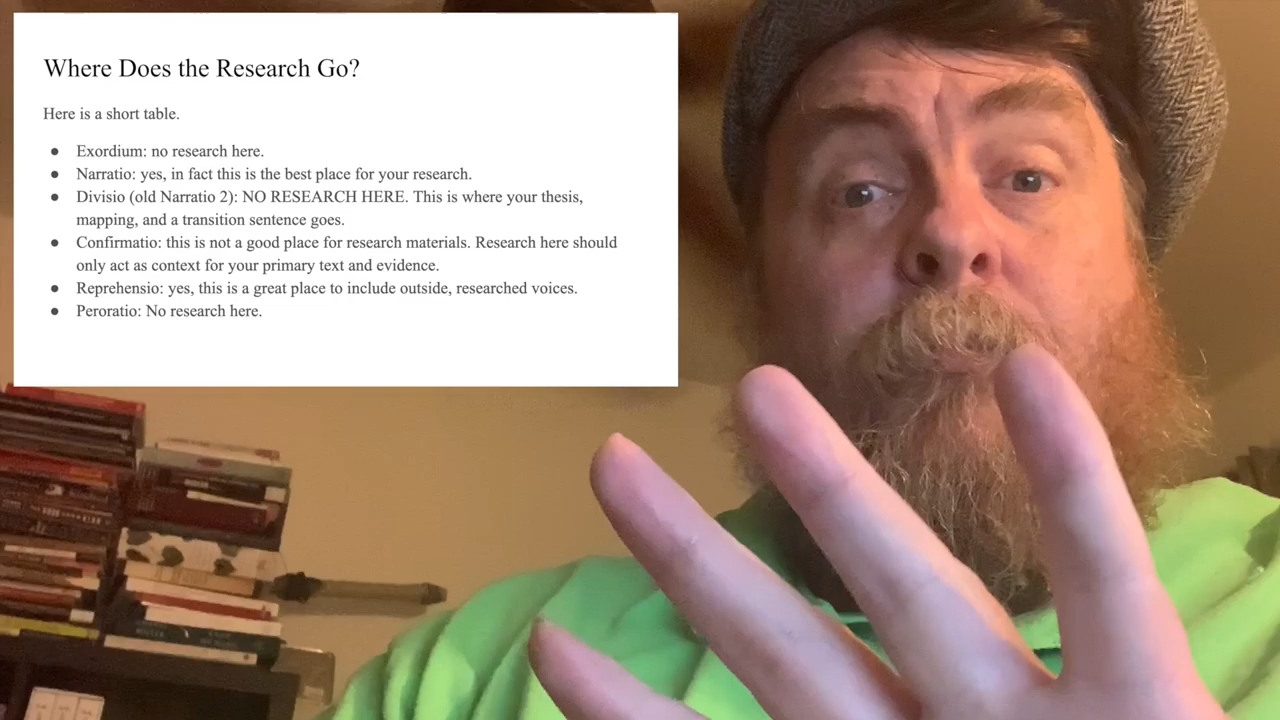 Where Does the Research Go?
Here is a short table.
● Exordium: no research here.
● Narratio: yes, in fact this is the best place for your research.
● Divisio (old Narratio 2): NO RESEARCH HERE. This is where your thesis,
mapping, and a transition sentence goes.
● Confirmatio: this is not a good place for research materials. Research here should
only act as context for your primary text and evidence.
● Reprehensio: yes, this is a great place to include outside, researched voices.
● Peroratio: No research here.